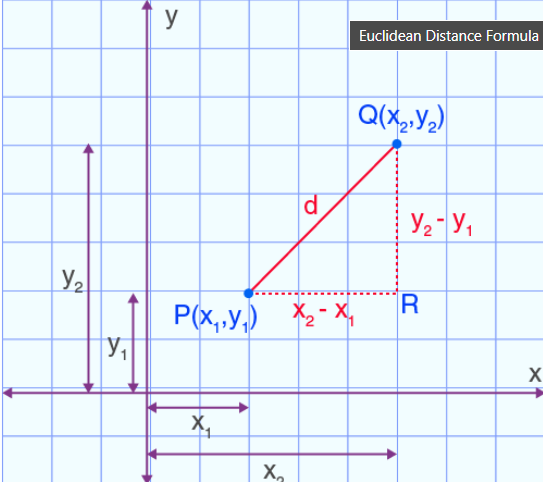 y
Euclidean Distance Formula
Q(x₂,y₂)
d
y₂ - y₁
y₂
P(x₁,y₁)
x₂ - x₁
R
y₁
x
x₁
x₂